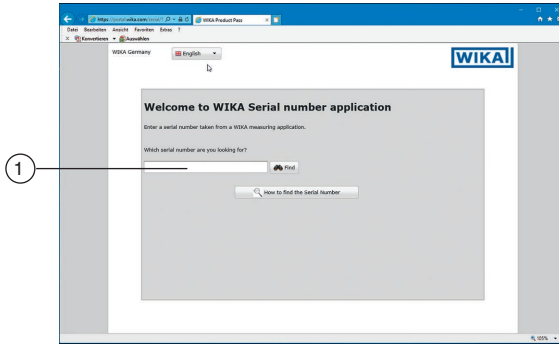 https://portal.wika.com/serial/?
WIKA Product Pass
Datei Bearbeiten Ansicht Favoriten Extras ?
Konvertieren Auswählen
WIKA Germany
English
WIKA
Welcome to WIKA Serial number application
Enter a serial number taken from a WIKA measuring application.
Which serial number are you looking for?
1
Find
How to find the Serial Number